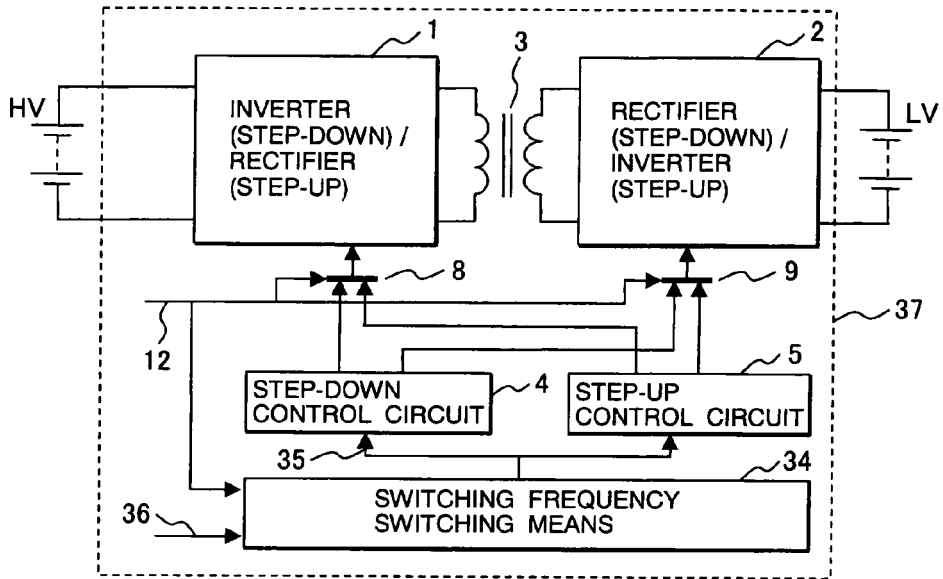 1
3
2
HV
INVERTER
(STEP-DOWN) /
RECTIFIER
(STEP-UP)
RECTIFIER
(STEP-DOWN) /
INVERTER
(STEP-UP)
LV
8
9
12
37
STEP-DOWN
CONTROL CIRCUIT
4
STEP-UP
CONTROL CIRCUIT
5
35
34
36
SWITCHING FREQUENCY
SWITCHING MEANS